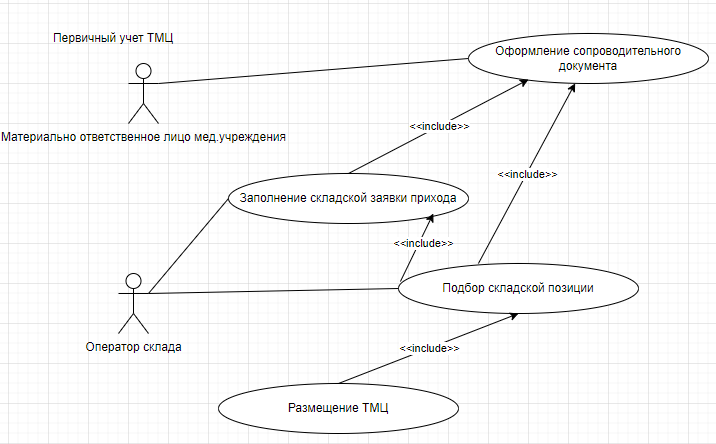 Первичный учет ТМЦ
Оформление сопроводительного
документа
Материально ответственное лицо мед.учреждения
<<include>>
<<include>>
Заполнение складской заявки прихода
<<include>>
Подбор складской позиции
Оператор склада
<<include>>
Размещение ТМЦ